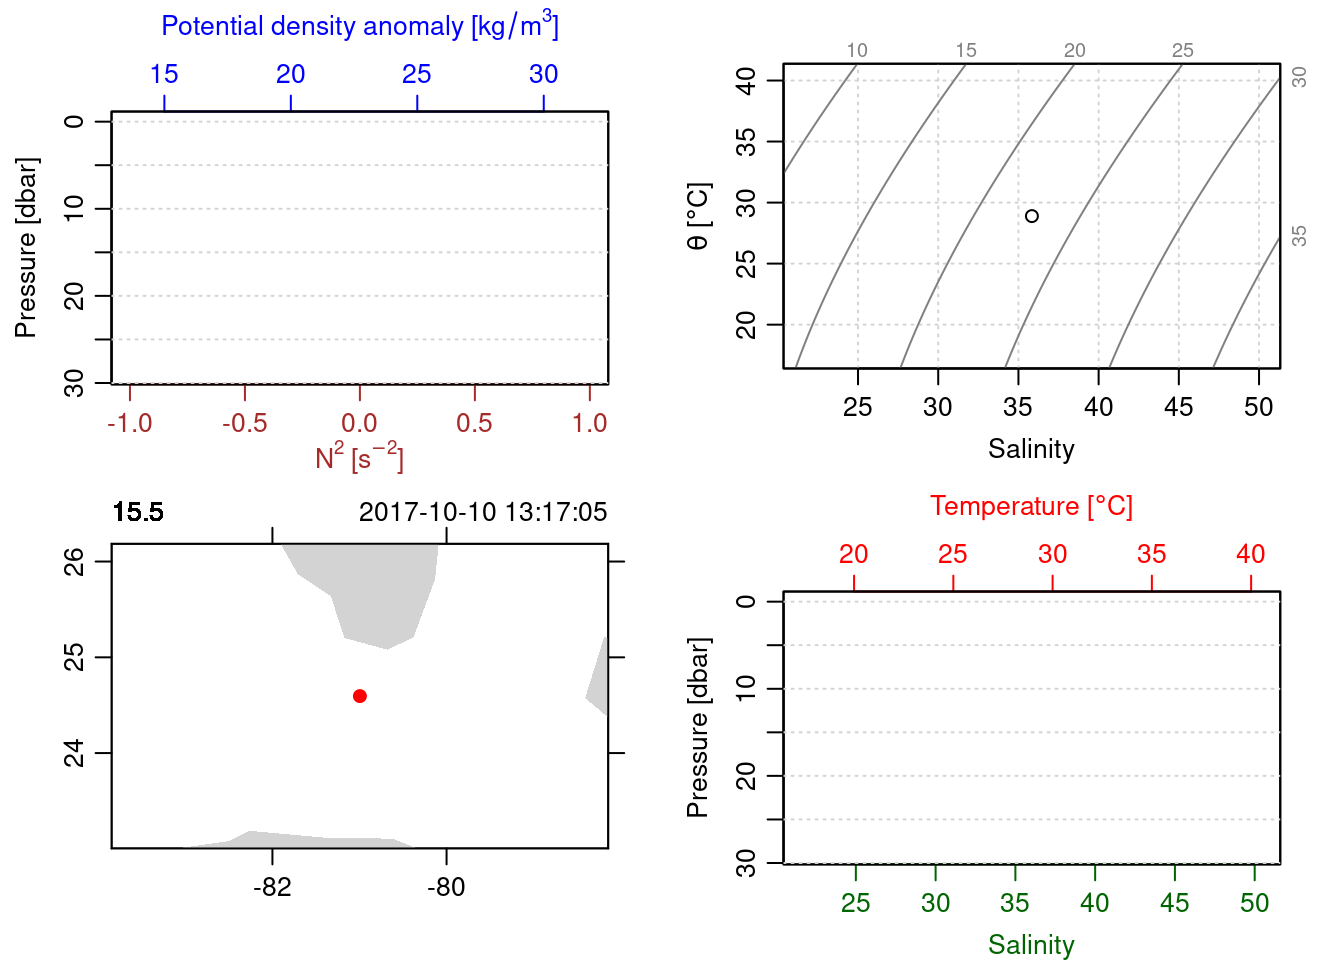 Potential density anomaly [kg/m³]
15 20 25 30
0
10
20
30
Pressure [dbar]
-1.0 -0.5 0.0 0.5 1.0
N² [s⁻²]
10 15 20 25
30
35
40
35
30
25
20
θ [°C]
25 30 35 40 45 50
Salinity
15.5 2017-10-10 13:17:05
26
25
24
-82 -80
Temperature [°C]
20 25 30 35 40
0
10
20
30
Pressure [dbar]
25 30 35 40 45 50
Salinity